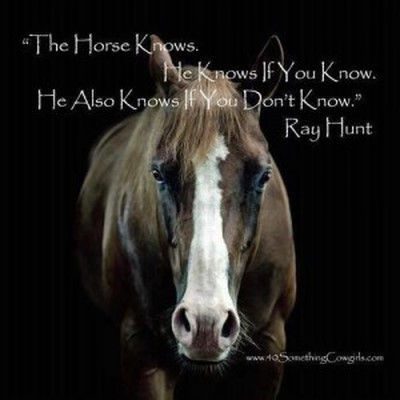 “The Horse Knows.
He Knows If You Know.
He Also Knows If You Don’t Know.”
Ray Hunt
www.40SomethingCowgirls.com